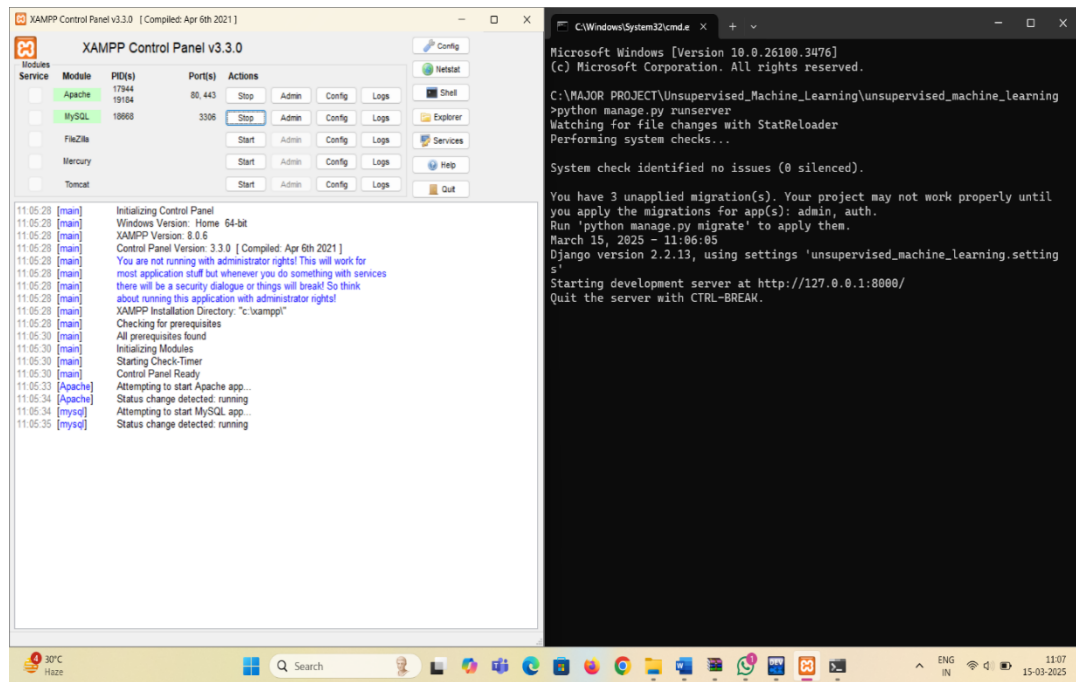 XAMPP Control Panel v3.3.0 [ Compiled: Apr 6th 2021 ]
XAMPP Control Panel v3.3.0
Config
Modules
Service Module PID(s) Port(s) Actions
Netstat
Apache 17944 19184 80, 443 Stop Admin Config Logs
Shell
MySQL 18668 3306 Stop Admin Config Logs
Explorer
FileZilla Start Admin Config Logs
Services
Mercury Start Admin Config Logs
Help
Tomcat Start Admin Config Logs
Quit
11:05:28 [main] Initializing Control Panel
11:05:28 [main] Windows Version: Home 64-bit
11:05:28 [main] XAMPP Version: 8.0.6
11:05:28 [main] Control Panel Version: 3.3.0 [ Compiled: Apr 6th 2021 ]
11:05:28 [main] You are not running with administrator rights! This will work for
11:05:28 [main] most application stuff but whenever you do something with services
11:05:28 [main] there will be a security dialogue or things will break! So think
11:05:28 [main] about running this application with administrator rights!
11:05:28 [main] XAMPP Installation Directory: "c:\xampp\"
11:05:28 [main] Checking for prerequisites
11:05:30 [main] All prerequisites found
11:05:30 [main] Initializing Modules
11:05:30 [main] Starting Check-Timer
11:05:30 [main] Control Panel Ready
11:05:33 [Apache] Attempting to start Apache app...
11:05:34 [Apache] Status change detected: running
11:05:34 [mysql] Attempting to start MySQL app...
11:05:35 [mysql] Status change detected: running
C:\Windows\System32\cmd.e
Microsoft Windows [Version 10.0.26100.3476]
(c) Microsoft Corporation. All rights reserved.
C:\MAJOR PROJECT\Unsupervised_Machine_Learning\unsupervised_machine_learning
>python manage.py runserver
Watching for file changes with StatReloader
Performing system checks...
System check identified no issues (0 silenced).
You have 3 unapplied migration(s). Your project may not work properly until
you apply the migrations for app(s): admin, auth.
Run 'python manage.py migrate' to apply them.
March 15, 2025 - 11:06:05
Django version 2.2.13, using settings 'unsupervised_machine_learning.setting
s'
Starting development server at http://127.0.0.1:8000/
Quit the server with CTRL-BREAK.
4
30°C
Haze
Search
1
DEV
ENG
IN
11:07
15-03-2025